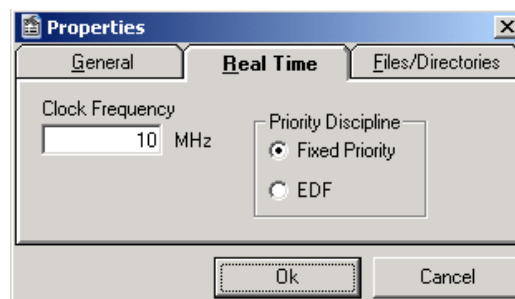 Properties
General
Real Time
Files/Directories
Clock Frequency
10 MHz
Priority Discipline
Fixed Priority
EDF
Ok
Cancel